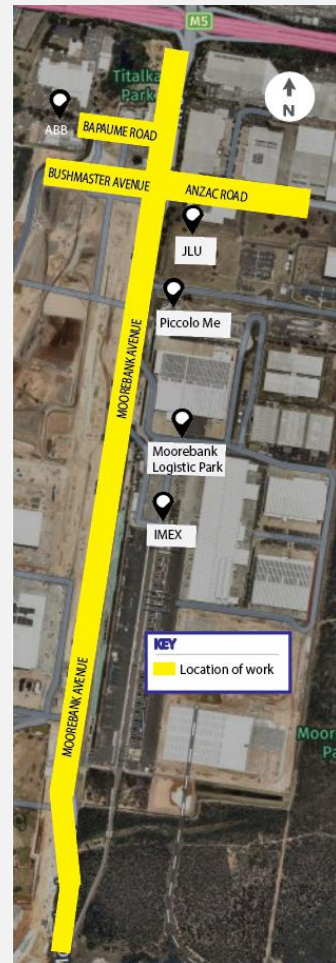 M5
Titalka
Park
N
ABB
BAPAUME ROAD
BUSHMASTER AVENUE
ANZAC ROAD
JLU
Piccolo Me
MOOREBANK AVENUE
Moorebank
Logistic Park
IMEX
KEY
Location of work
MOOREBANK AVENUE
Moor
Pa